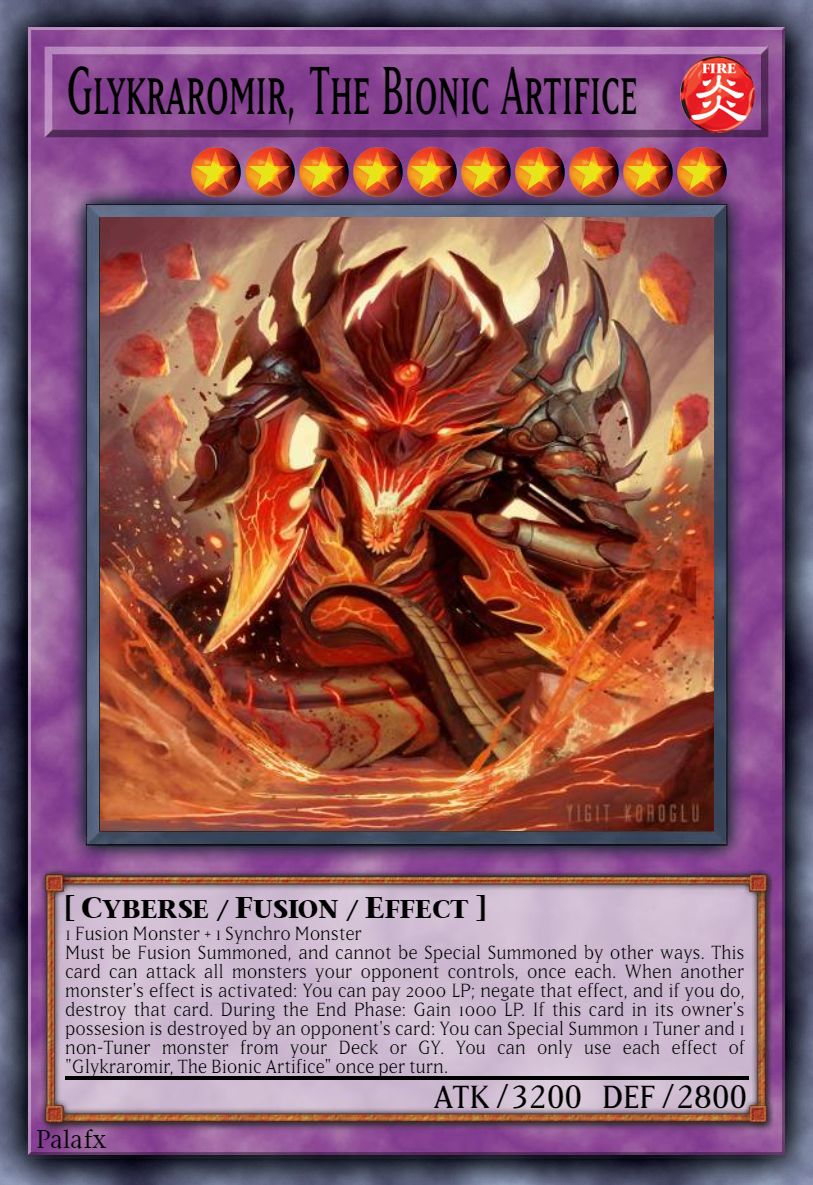 Glykraromir, The Bionic Artifice
FIRE
炎
YIGIT KOROGLU
[ Cyberse / Fusion / Effect ]
1 Fusion Monster + 1 Synchro Monster
Must be Fusion Summoned, and cannot be Special Summoned by other ways. This
card can attack all monsters your opponent controls, once each. When another
monster's effect is activated: You can pay 2000 LP; negate that effect, and if you do,
destroy that card. During the End Phase: Gain 1000 LP. If this card in its owner's
possesion is destroyed by an opponent's card: You can Special Summon 1 Tuner and 1
non-Tuner monster from your Deck or GY. You can only use each effect of
"Glykraromir, The Bionic Artifice" once per turn.
ATK / 3200 DEF / 2800
Palafx